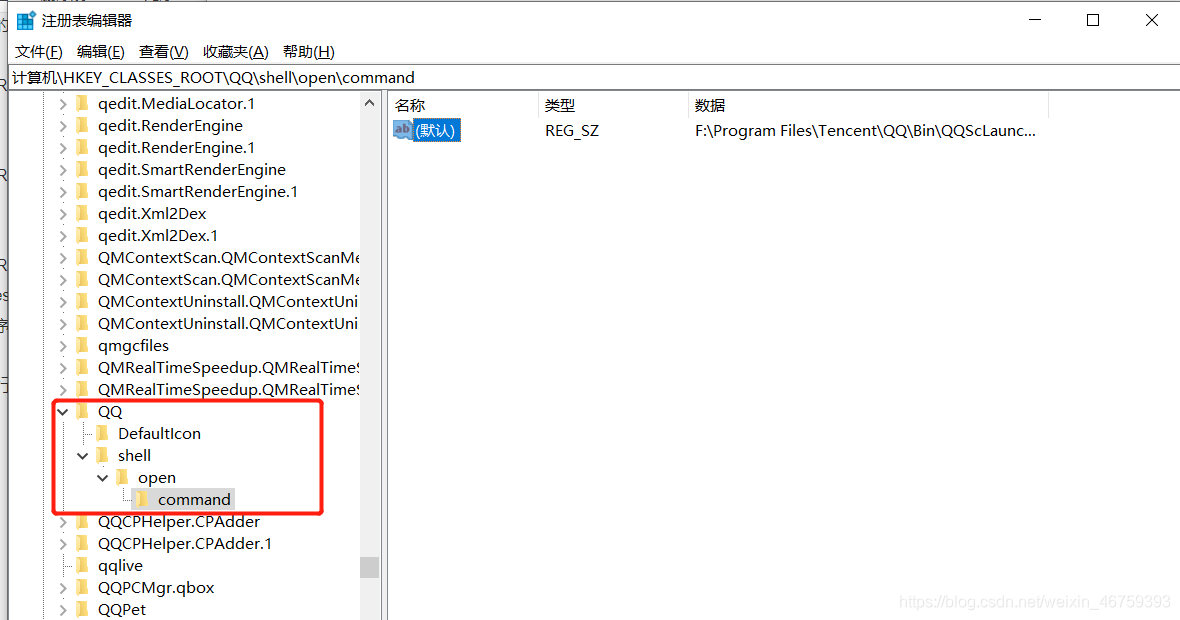 注册表编辑器
文件(F) 编辑(E) 查看(V) 收藏夹(A) 帮助(H)
计算机\HKEY_CLASSES_ROOT\QQ\shell\open\command
qedit.MediaLocator.1
qedit.RenderEngine
qedit.RenderEngine.1
qedit.SmartRenderEngine
qedit.SmartRenderEngine.1
qedit.Xml2Dex
qedit.Xml2Dex.1
QMContextScan.QMContextScanMe
QMContextScan.QMContextScanMe
QMContextUninstall.QMContextUni
QMContextUninstall.QMContextUni
qmgcfiles
QMRealTimeSpeedup.QMRealTimeS
QMRealTimeSpeedup.QMRealTimeS
QQ
DefaultIcon
shell
open
command
QQCPHelper.CPAdder
QQCPHelper.CPAdder.1
qqlive
QQPCMgr.qbox
QQPet
名称 类型 数据
ab (默认) REG_SZ F:\Program Files\Tencent\QQ\Bin\QQScLaunc...
https://blog.csdn.net/weixin_46759393